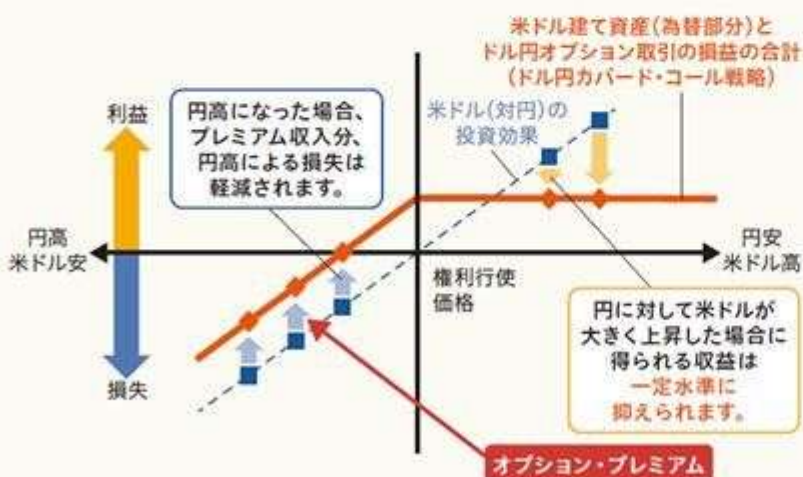 米ドル建て資産(為替部分)と
ドル円オプション取引の損益の合計
(ドル円カバード・コール戦略)
利益
円高になった場合、
プレミアム収入分、
円高による損失は
軽減されます。
米ドル(対円)の
投資効果
円高
米ドル安
円安
米ドル高
権利行使
価格
円に対して米ドルが
大きく上昇した場合に
得られる収益は
一定水準に
抑えられます。
損失
オプション・プレミアム